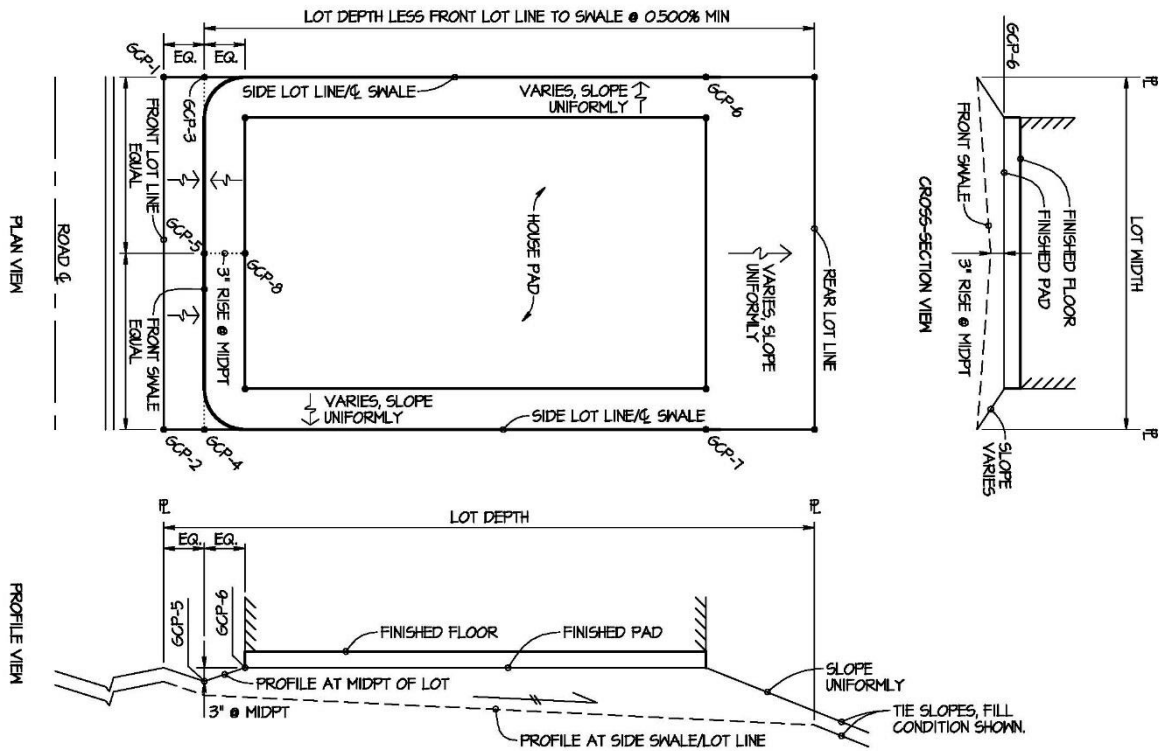 LOT DEPTH LESS FRONT LOT LINE TO SWALE @ 0.500% MIN
EQ.
EQ.
GCP-1
GCP-3
SIDE LOT LINE/℄ SWALE
VARIES, SLOPE
UNIFORMLY
GCP-6
FRONT LOT LINE
EQUAL
GCP-5
3" RISE @ MIDPT
GCP-8
HOUSE PAD
VARIES, SLOPE
UNIFORMLY
REAR LOT LINE
FRONT SWALE
EQUAL
ROAD ℄
PLAN VIEW
VARIES, SLOPE
UNIFORMLY
SIDE LOT LINE/℄ SWALE
GCP-2
GCP-4
GCP-7
GCP-6
PL
FRONT SWALE
FINISHED PAD
FINISHED FLOOR
CROSS-SECTION VIEW
3" RISE @ MIDPT
LOT WIDTH
SLOPE
VARIES
PL
PL
LOT DEPTH
PL
EQ.
EQ.
GCP-5
GCP-6
FINISHED FLOOR
FINISHED PAD
PROFILE AT MIDPT OF LOT
3" @ MIDPT
PROFILE AT SIDE SWALE/LOT LINE
SLOPE
UNIFORMLY
TIE SLOPES, FILL
CONDITION SHOWN.
PROFILE VIEW